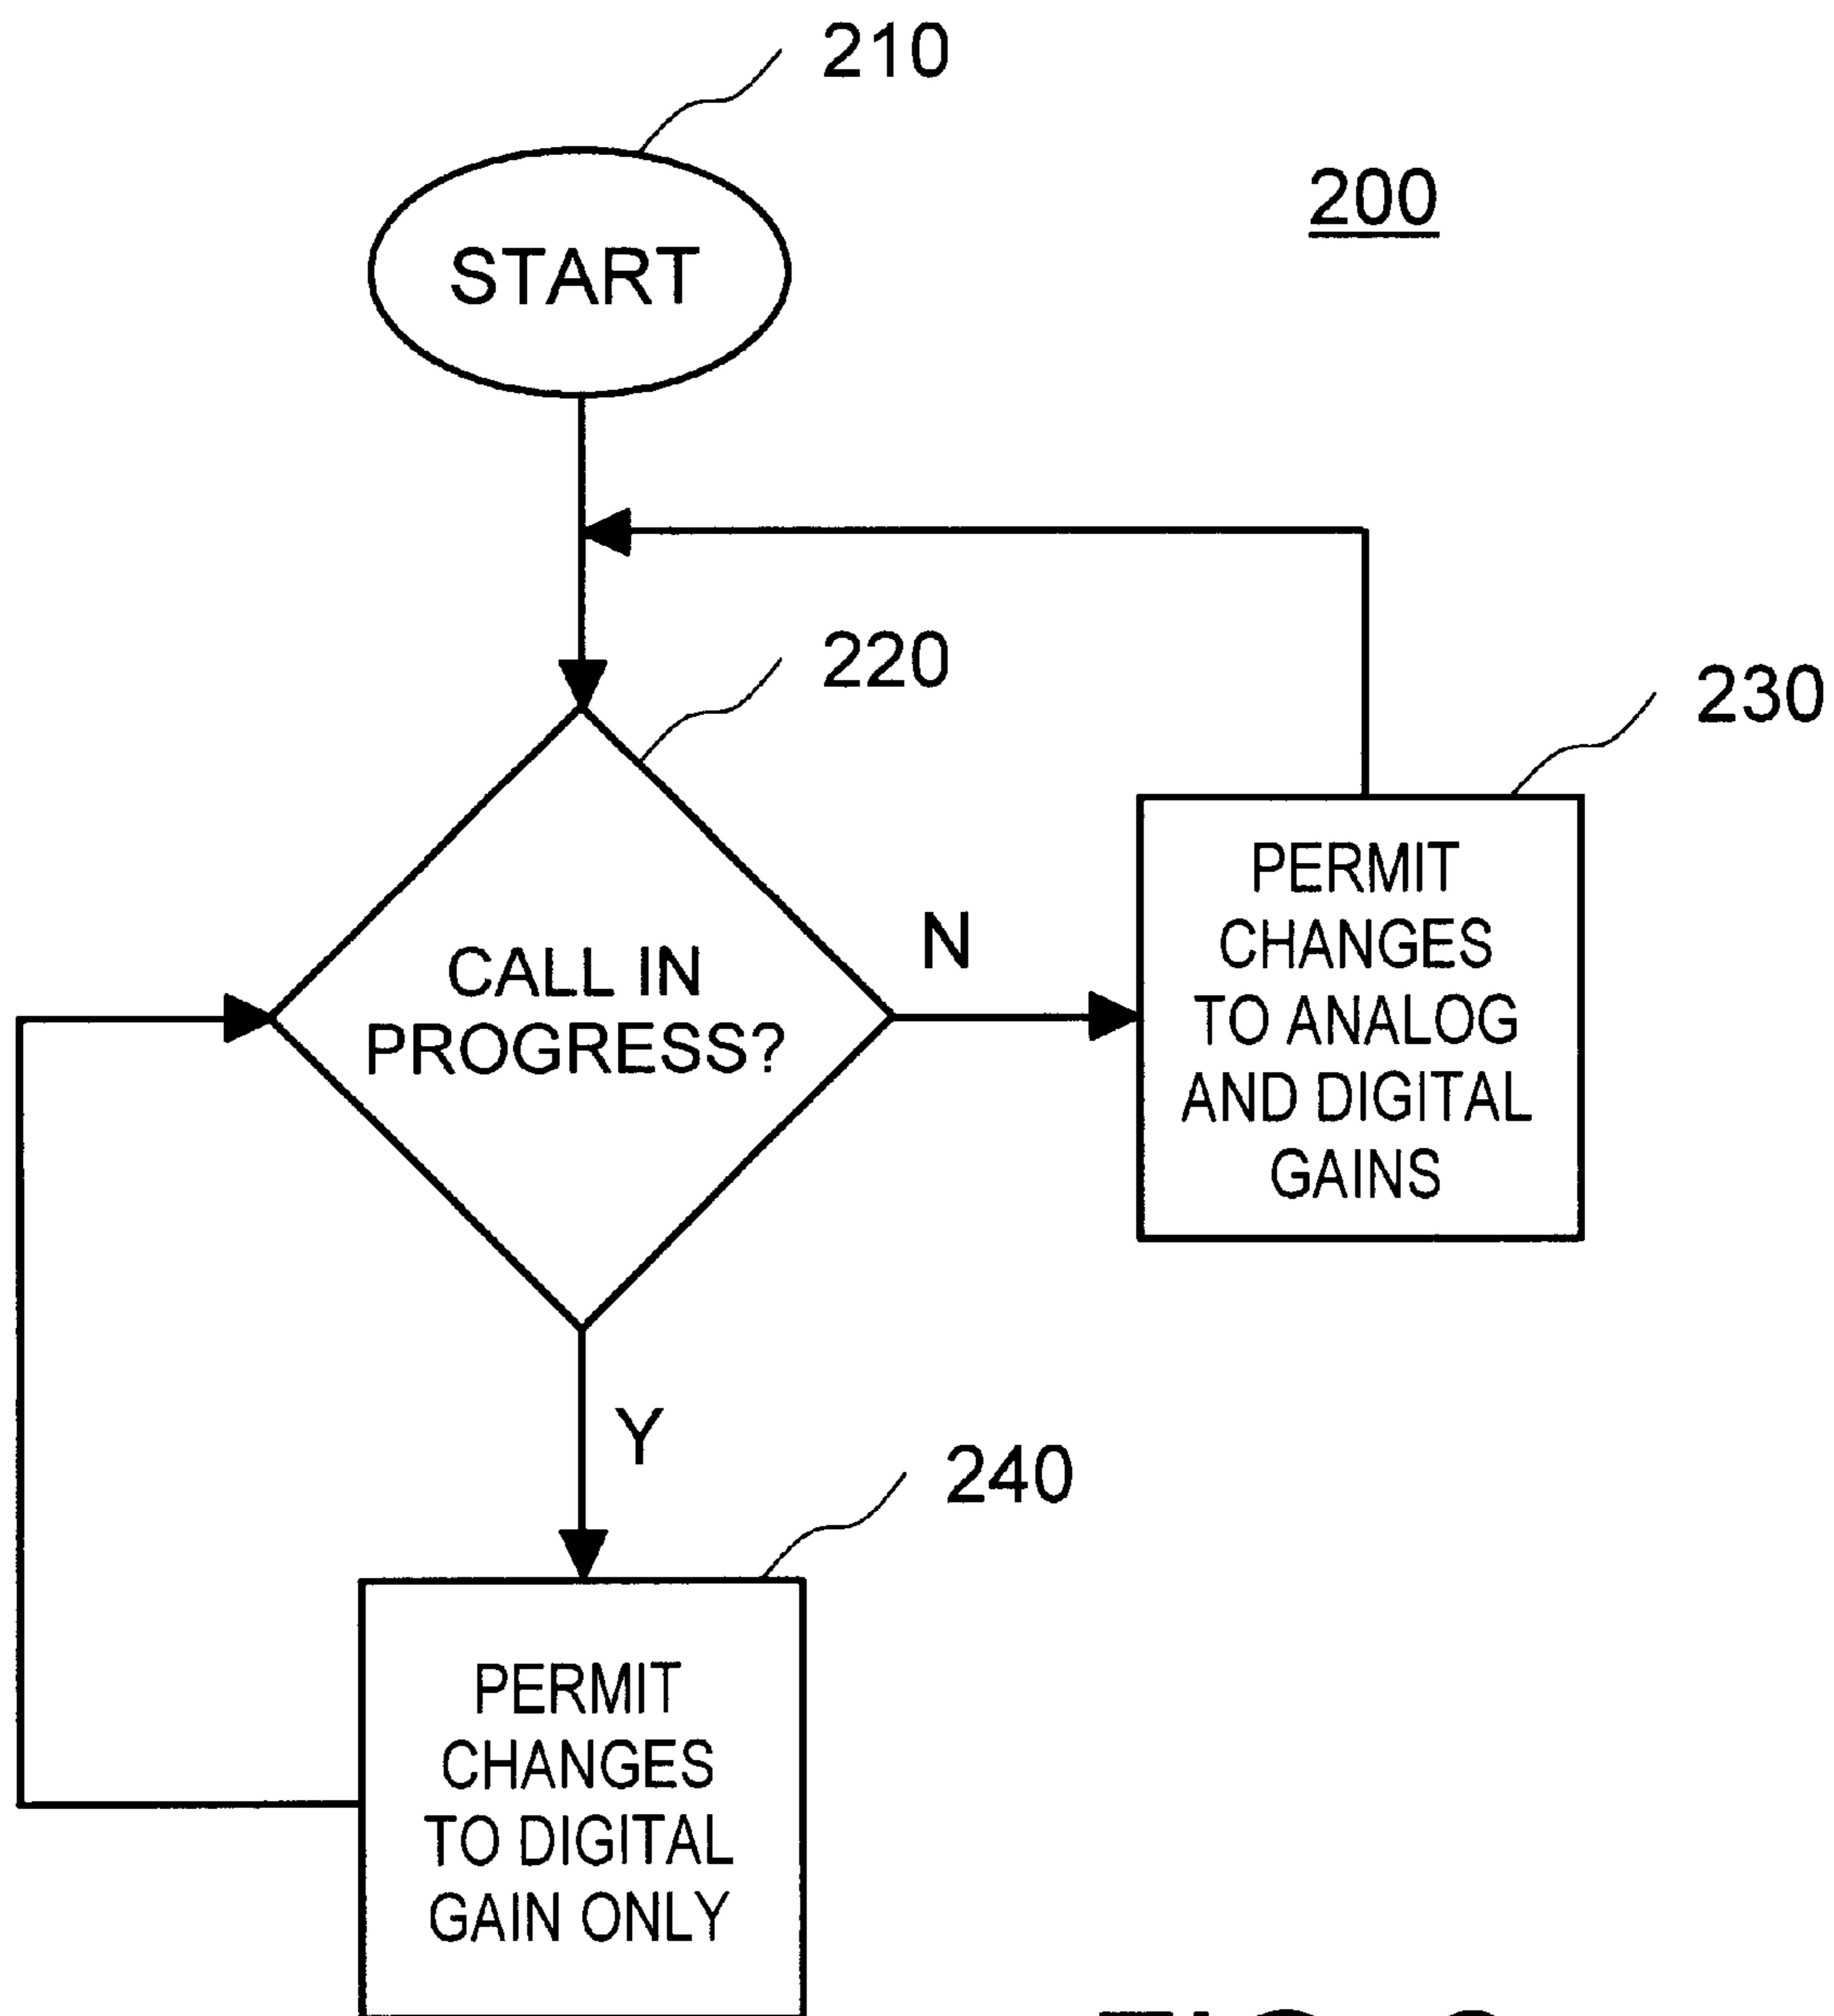 210
200
START
220
230
CALL IN
PROGRESS?
N
PERMIT
CHANGES
TO ANALOG
AND DIGITAL
GAINS
Y
240
PERMIT
CHANGES
TO DIGITAL
GAIN ONLY